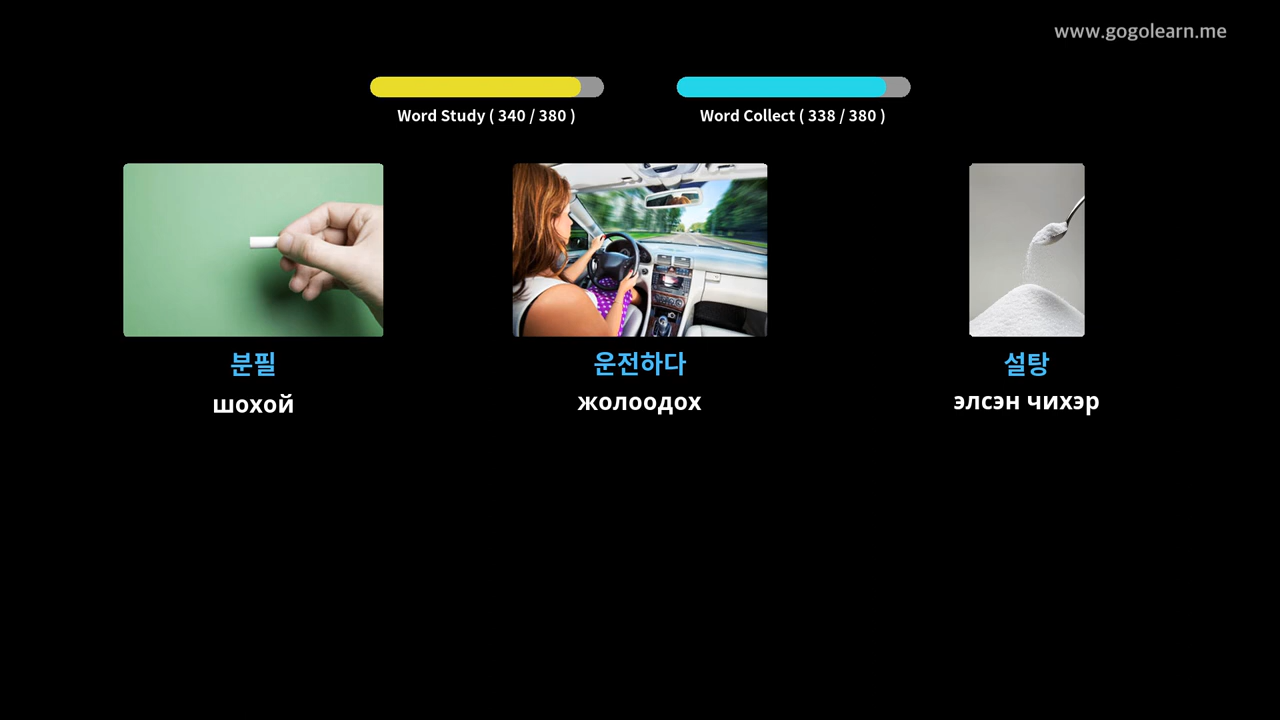 www.gogolearn.me
Word Study ( 340 / 380 )
Word Collect ( 338 / 380 )
분필
шохой
운전하다
жолоодох
설탕
элсэн чихэр